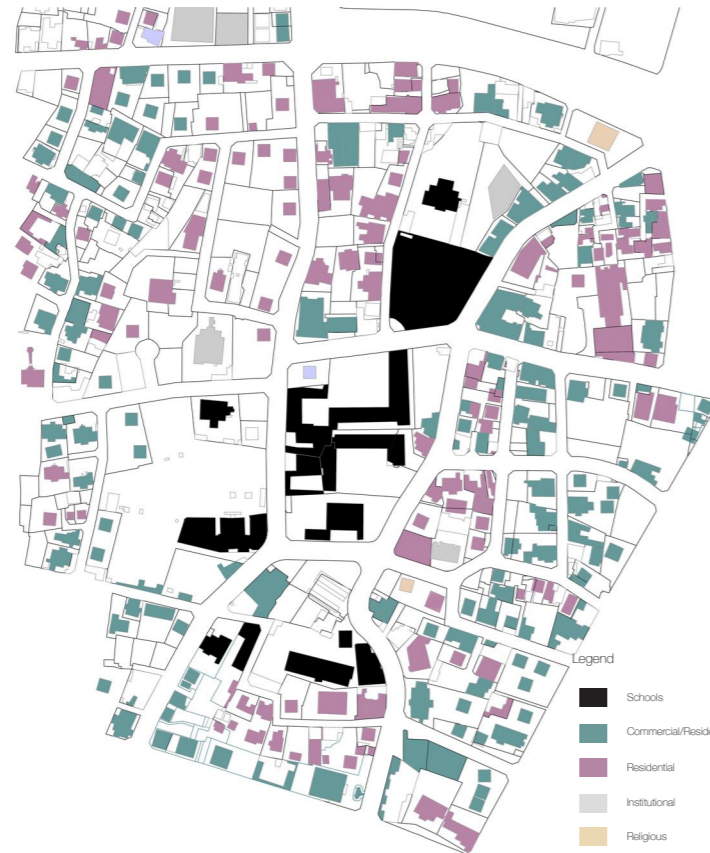 Legend
Schools
Commercial/Reside
Residential
Institutional
Religious